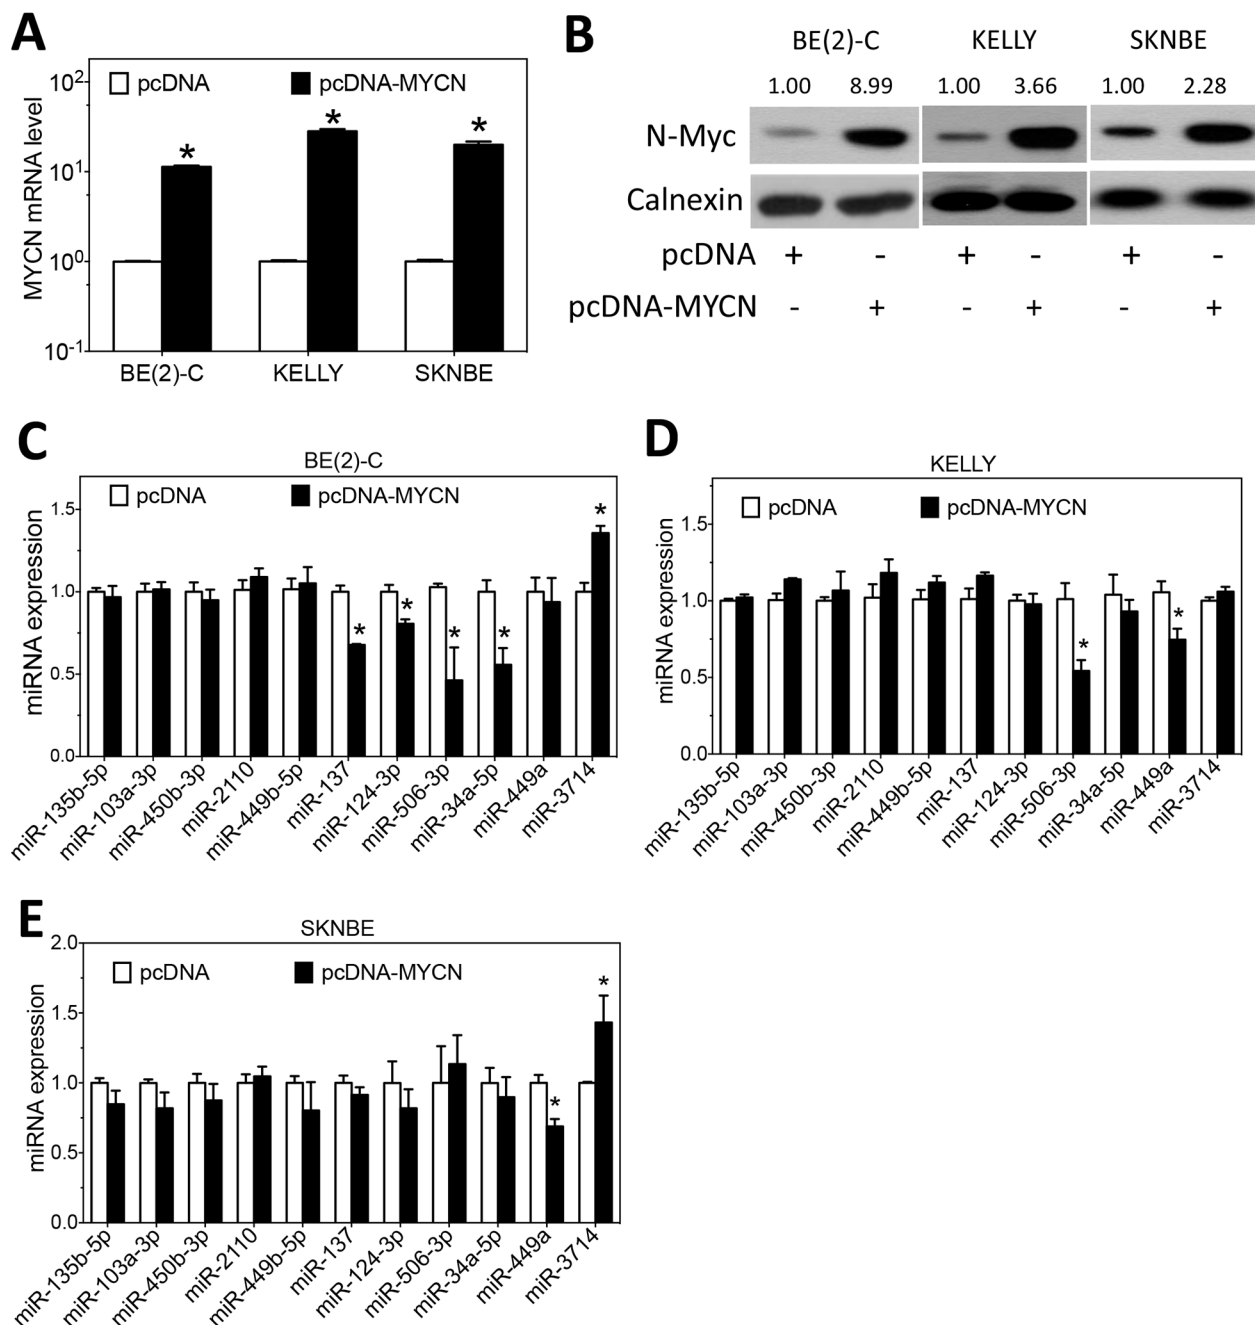 A
MYCN mRNA level
10²
10¹
10⁰
10⁻¹
pcDNA
pcDNA-MYCN
*
*
*
BE(2)-C
KELLY
SKNBE
B
BE(2)-C KELLY SKNBE
1.00 8.99 1.00 3.66 1.00 2.28
N-Myc
Calnexin
pcDNA + - + - + -
pcDNA-MYCN - + - + - +
C
BE(2)-C
miRNA expression
1.5
1.0
0.5
0.0
pcDNA
pcDNA-MYCN
*
*
*
*
*
miR-135b-5p
miR-103a-3p
miR-450b-3p
miR-2110
miR-449b-5p
miR-137
miR-124-3p
miR-506-3p
miR-34a-5p
miR-449a
miR-3714
D
KELLY
miRNA expression
1.5
1.0
0.5
0.0
pcDNA
pcDNA-MYCN
*
*
miR-135b-5p
miR-103a-3p
miR-450b-3p
miR-2110
miR-449b-5p
miR-137
miR-124-3p
miR-506-3p
miR-34a-5p
miR-449a
miR-3714
E
SKNBE
miRNA expression
2.0
1.5
1.0
0.5
0.0
pcDNA
pcDNA-MYCN
*
*
miR-135b-5p
miR-103a-3p
miR-450b-3p
miR-2110
miR-449b-5p
miR-137
miR-124-3p
miR-506-3p
miR-34a-5p
miR-449a
miR-3714